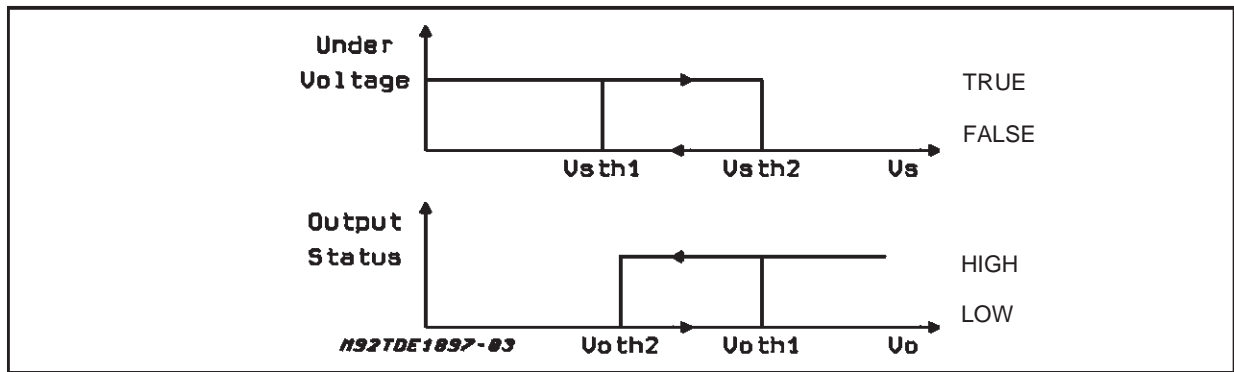 Under
Voltage
TRUE
FALSE
Vsth1 Vsth2 Vs
Output
Status
HIGH
LOW
M92TDE1897-03 Voth2 Voth1 Vo